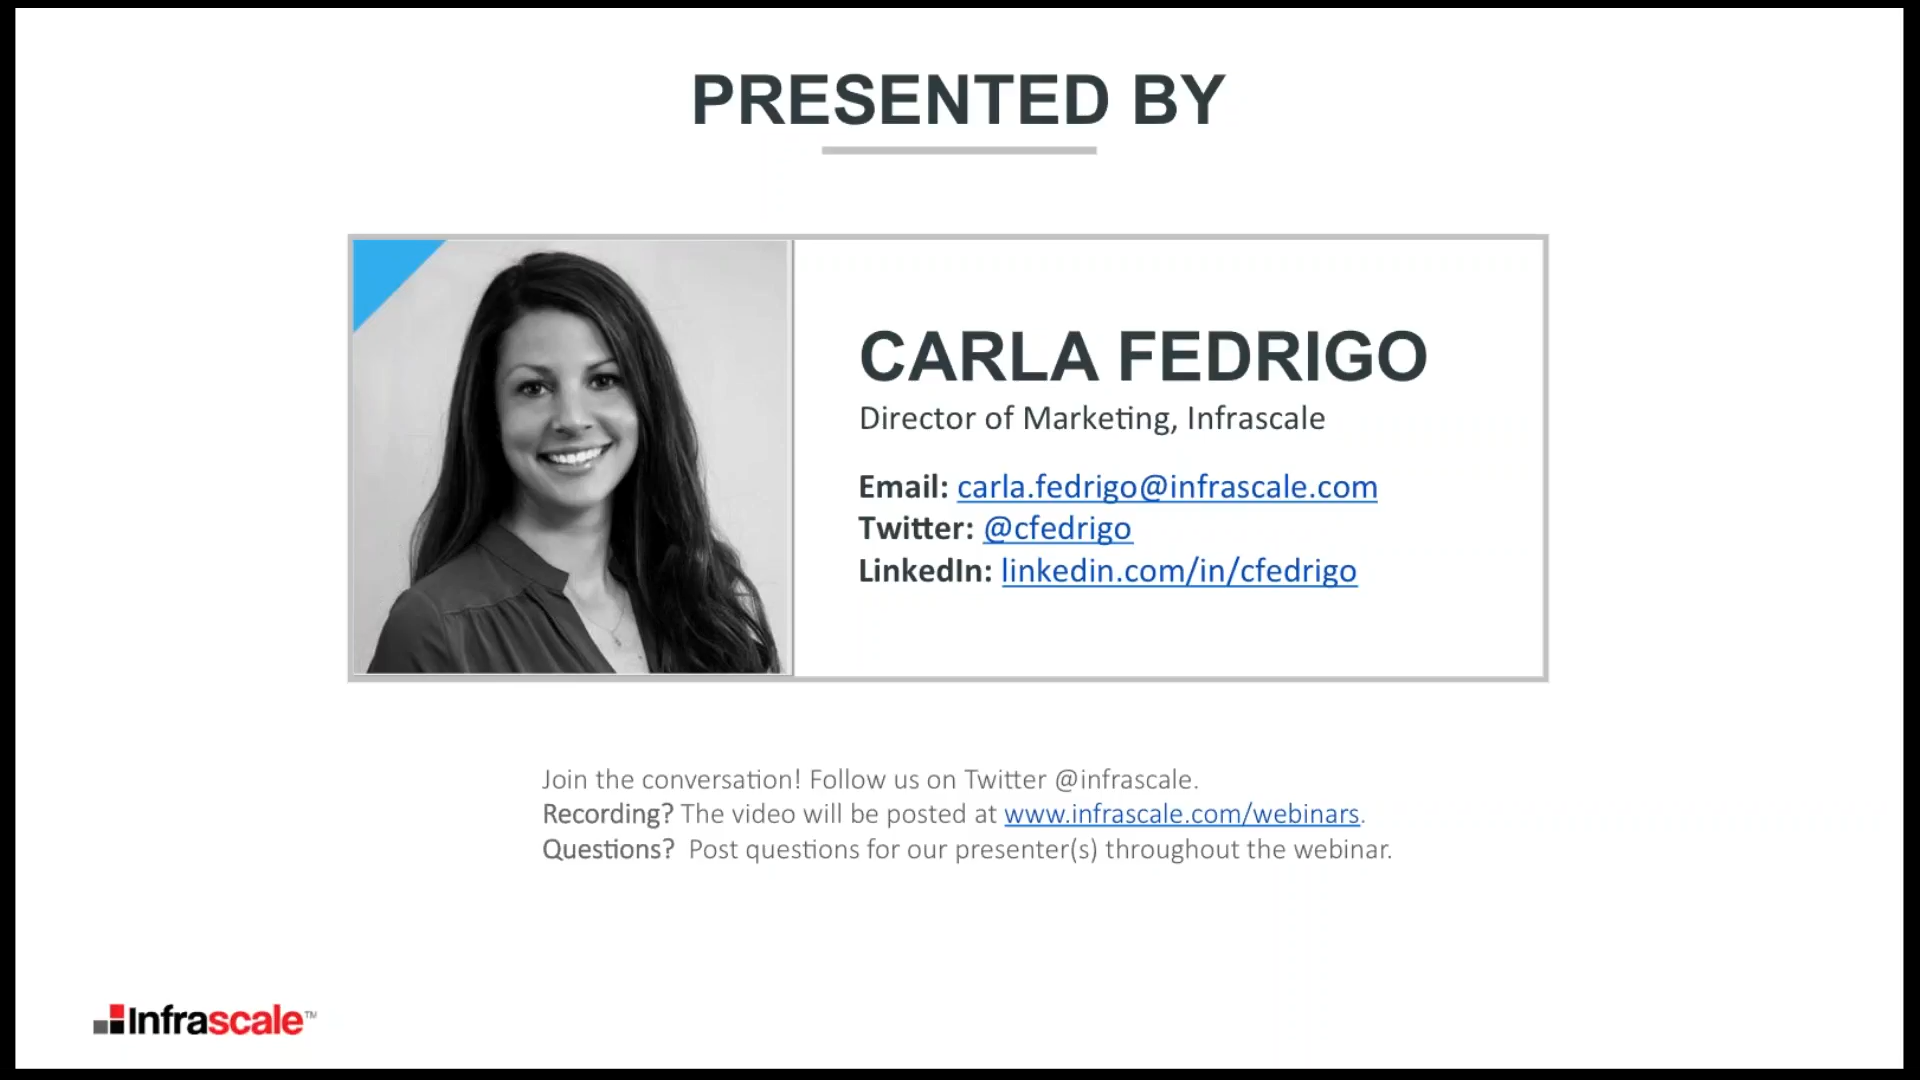 PRESENTED BY
CARLA FEDRIGO
Director of Marketing, Infrascale
Email: carla.fedrigo@infrascale.com
Twitter: @cfedrigo
LinkedIn: linkedin.com/in/cfedrigo
Join the conversation! Follow us on Twitter @infrascale.
Recording? The video will be posted at www.infrascale.com/webinars.
Questions? Post questions for our presenter(s) throughout the webinar.
Infrascale™